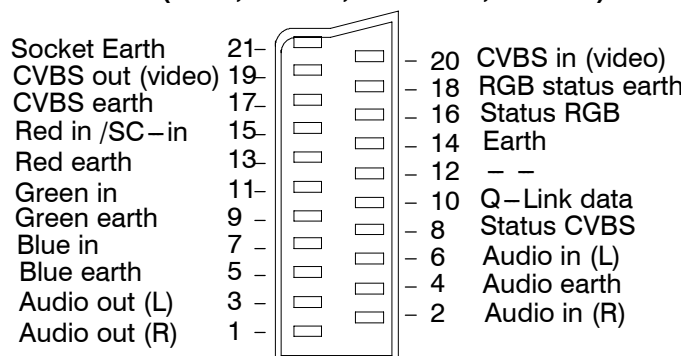 Socket Earth 21–
CVBS out (video) 19–
CVBS earth 17–
Red in /SC–in 15–
Red earth 13–
Green in 11–
Green earth 9 –
Blue in 7 –
Blue earth 5 –
Audio out (L) 3 –
Audio out (R) 1 –
– 20 CVBS in (video)
– 18 RGB status earth
– 16 Status RGB
– 14 Earth
– 12 – –
– 10 Q–Link data
– 8 Status CVBS
– 6 Audio in (L)
– 4 Audio earth
– 2 Audio in (R)